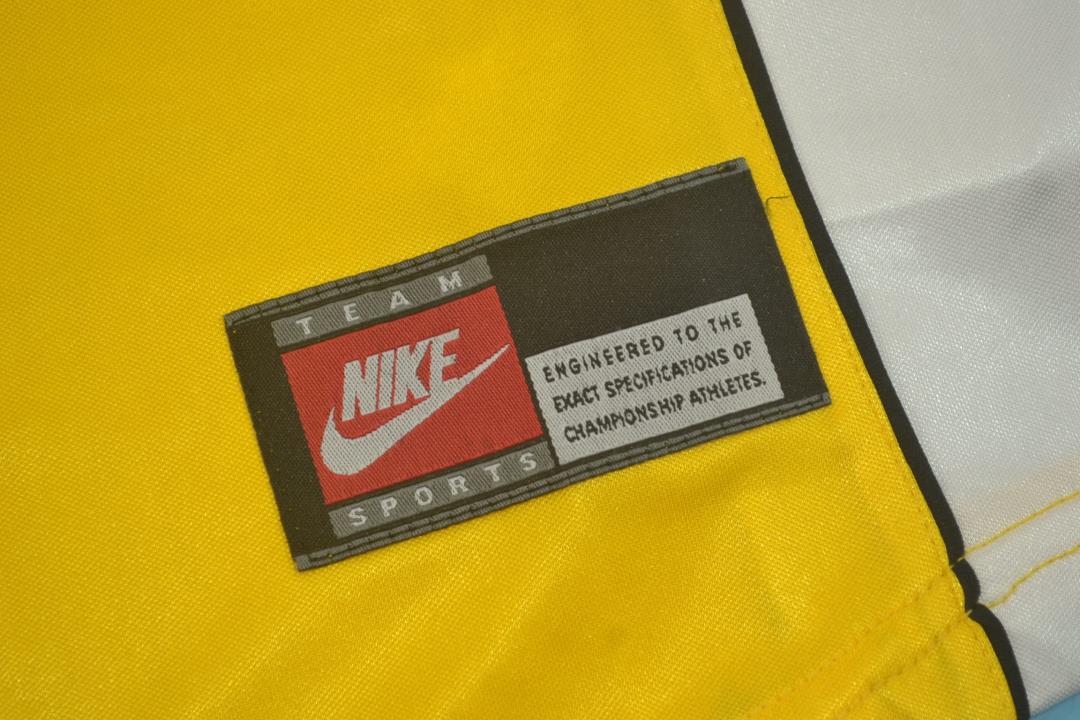 TEAM
NIKE
SPORTS
ENGINEERED TO THE
EXACT SPECIFICATIONS OF
CHAMPIONSHIP ATHLETES.